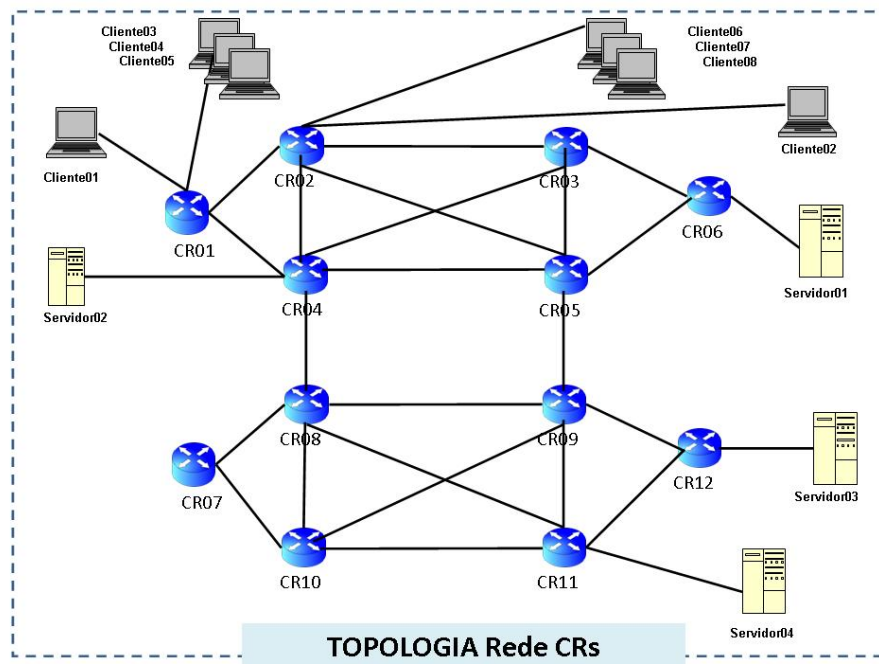 Cliente03
Cliente04
Cliente05
Cliente06
Cliente07
Cliente08
Cliente01
Cliente02
CR02
CR03
CR01
CR06
CR04
CR05
Servidor02
Servidor01
CR08
CR09
CR07
CR12
Servidor03
CR10
CR11
Servidor04
TOPOLOGIA Rede CRs